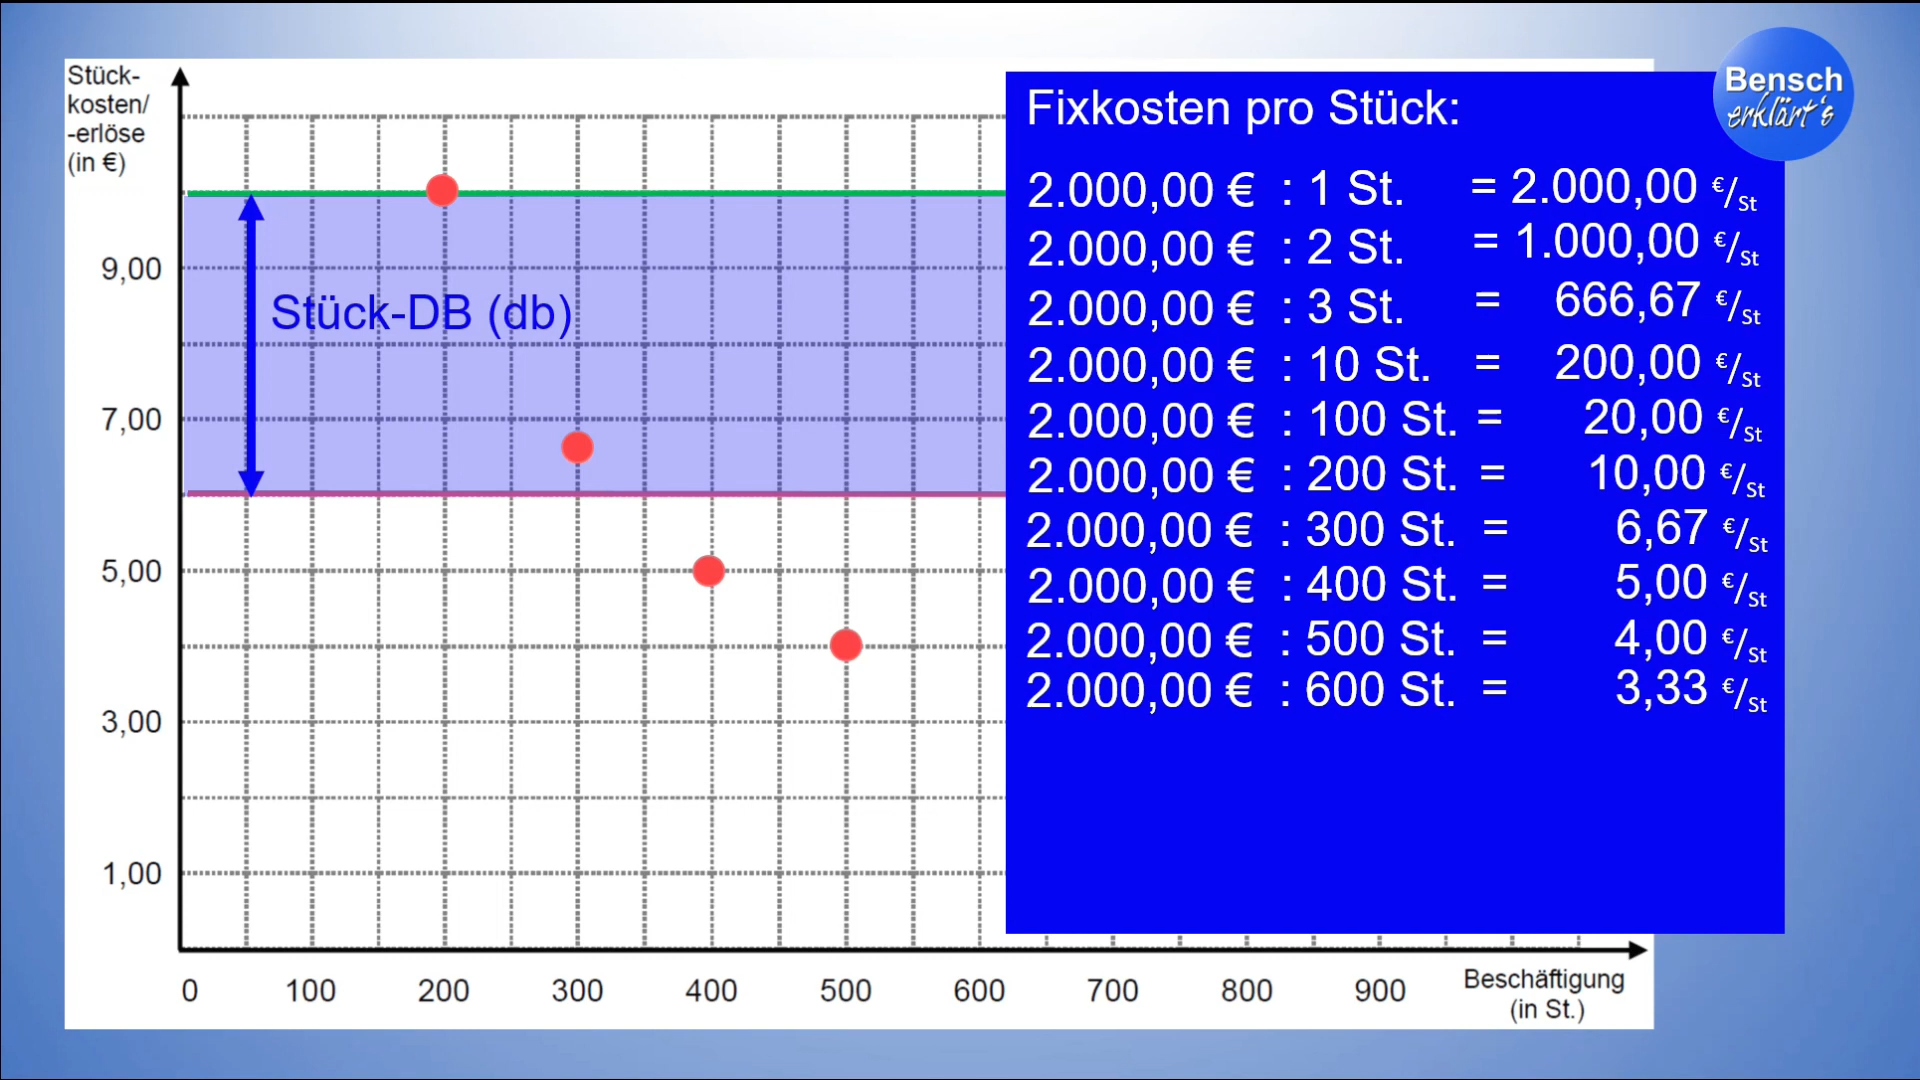 Stück-
kosten/
-erlöse
(in €)
9,00
7,00
5,00
3,00
1,00
Stück-DB (db)
0 100 200 300 400 500 600 700 800 900
Beschäftigung
(in St.)
Bensch
erklärt's
Fixkosten pro Stück:
2.000,00 € : 1 St. = 2.000,00 €/St
2.000,00 € : 2 St. = 1.000,00 €/St
2.000,00 € : 3 St. = 666,67 €/St
2.000,00 € : 10 St. = 200,00 €/St
2.000,00 € : 100 St. = 20,00 €/St
2.000,00 € : 200 St. = 10,00 €/St
2.000,00 € : 300 St. = 6,67 €/St
2.000,00 € : 400 St. = 5,00 €/St
2.000,00 € : 500 St. = 4,00 €/St
2.000,00 € : 600 St. = 3,33 €/St